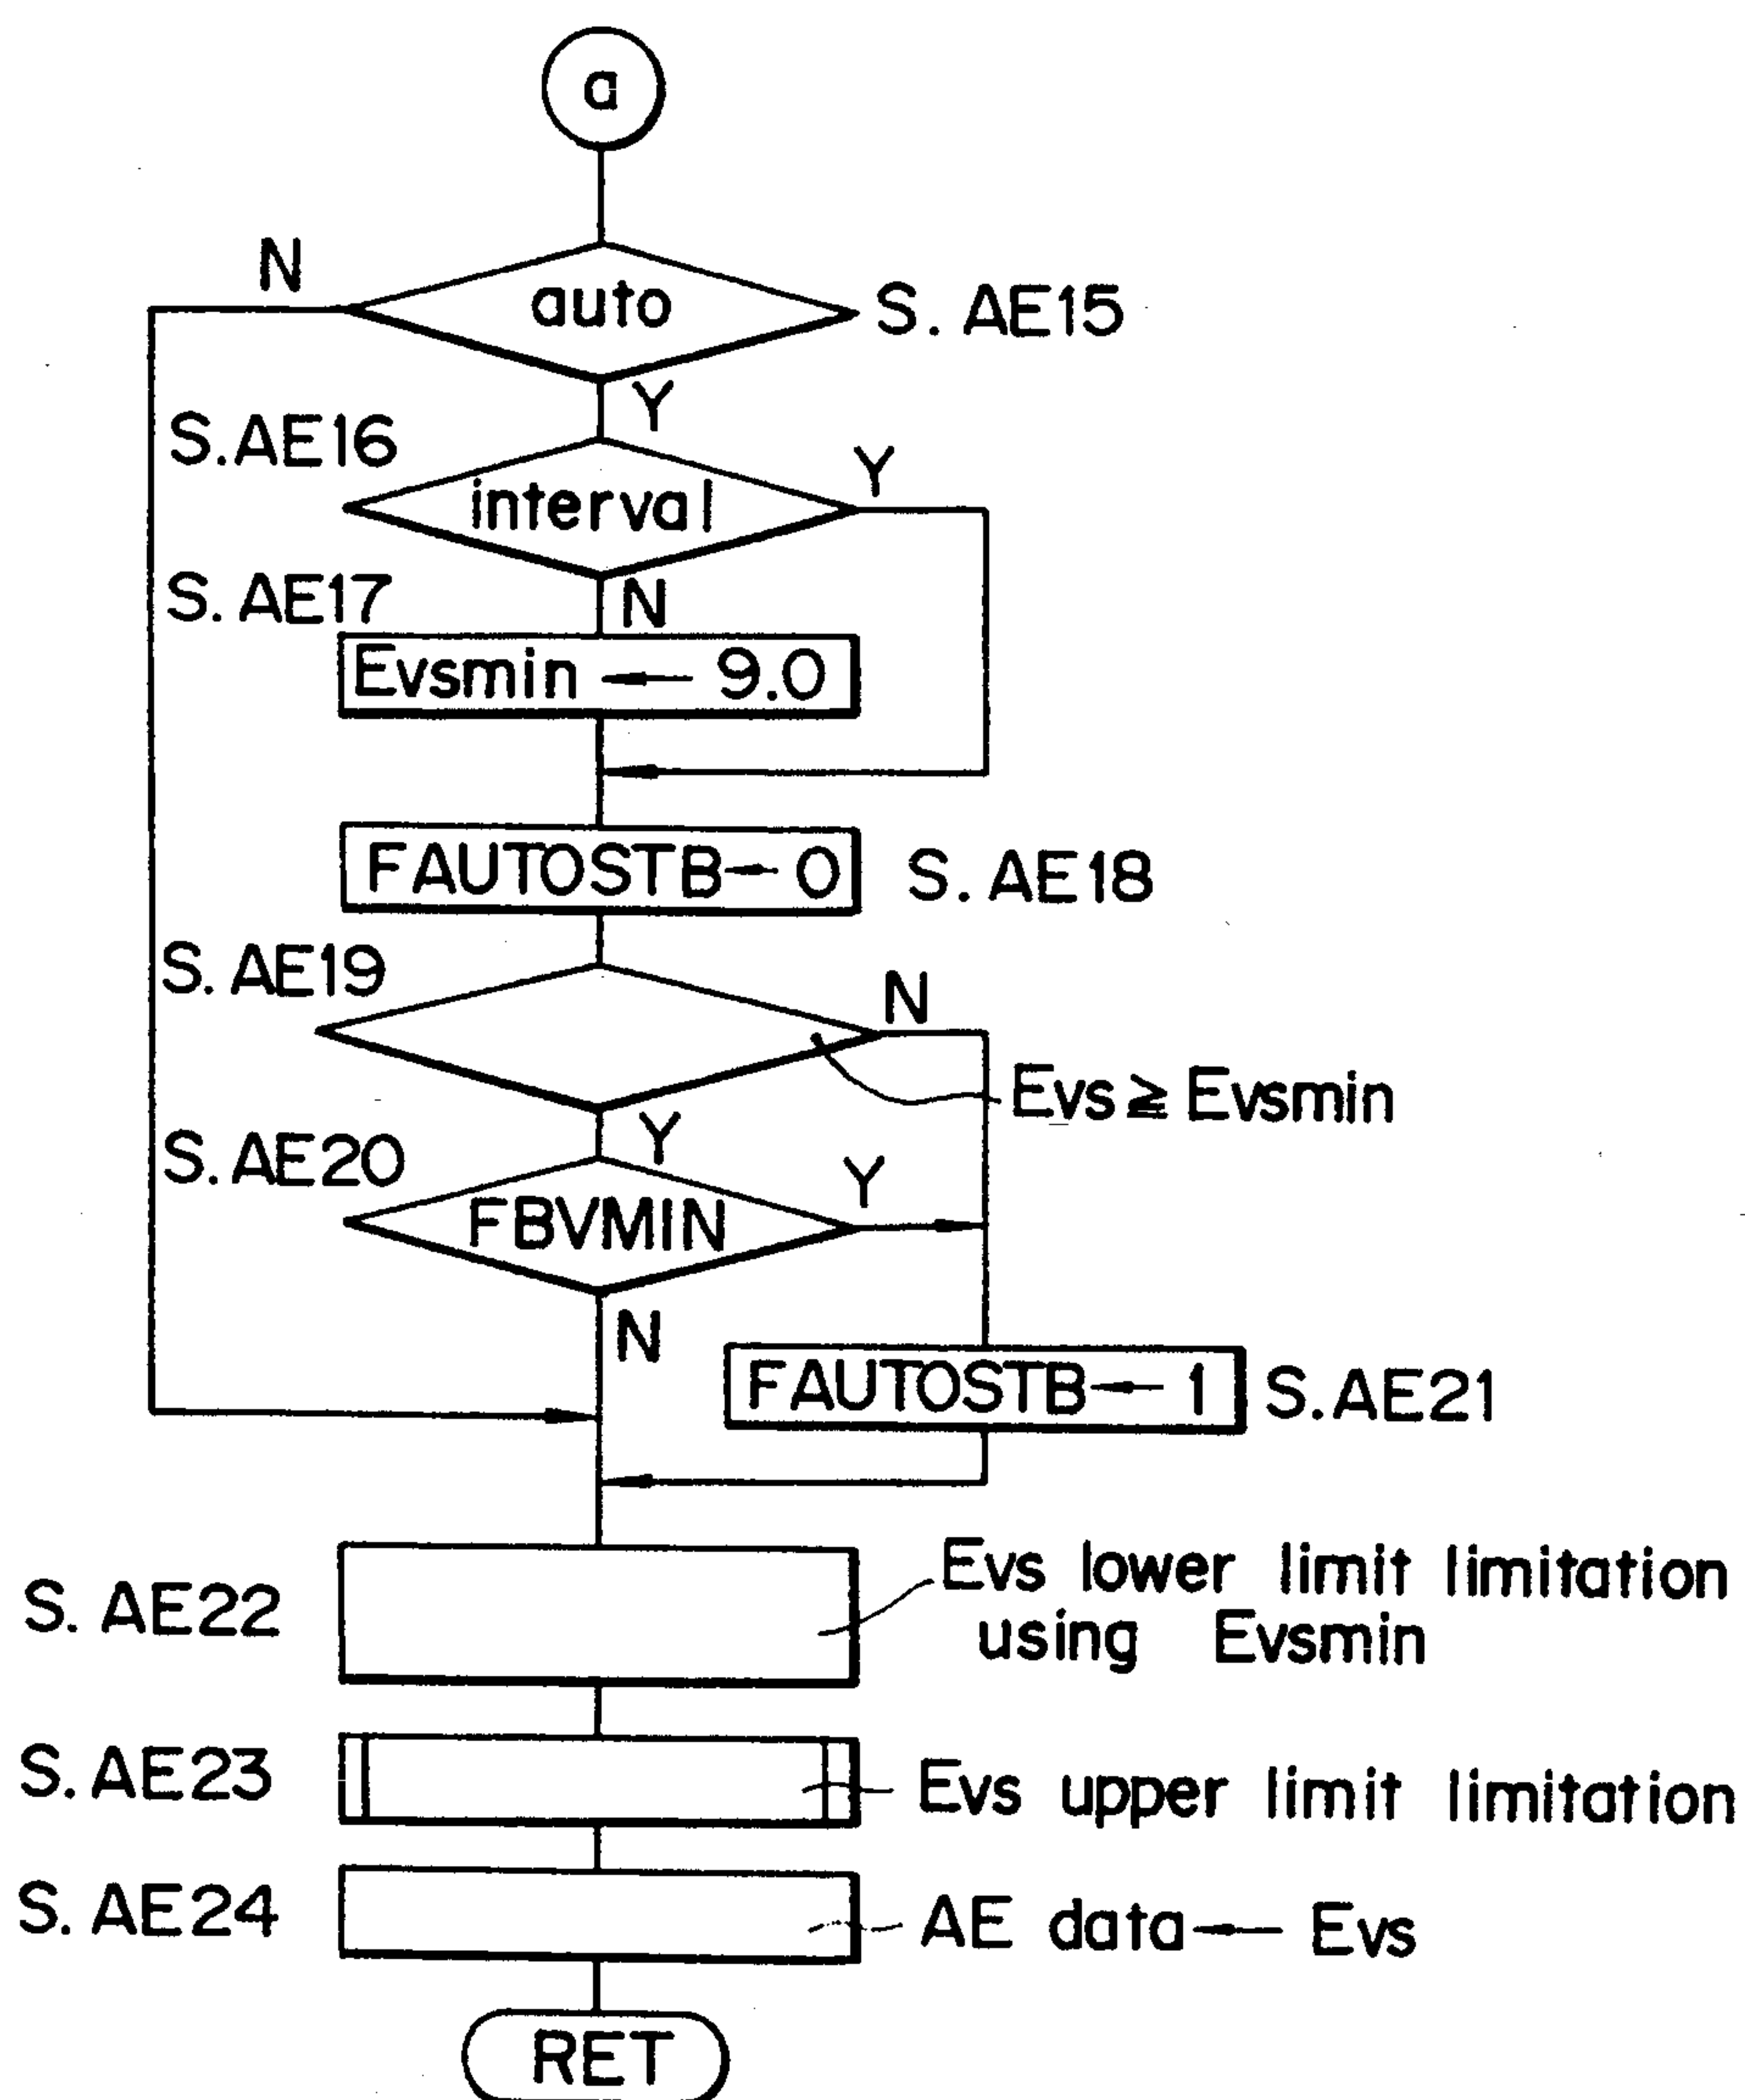 a
N
auto
S. AE15
Y
S.AE16
interval
Y
S. AE17
N
Evsmin ← 9.0
FAUTOSTB← 0
S. AE18
S. AE19
N
Evs ≧ Evsmin
Y
S. AE20
Y
FBVMIN
N
FAUTOSTB← 1
S.AE21
S. AE22
Evs lower limit limitation
using Evsmin
S. AE23
Evs upper limit limitation
S. AE24
AE data ← Evs
RET